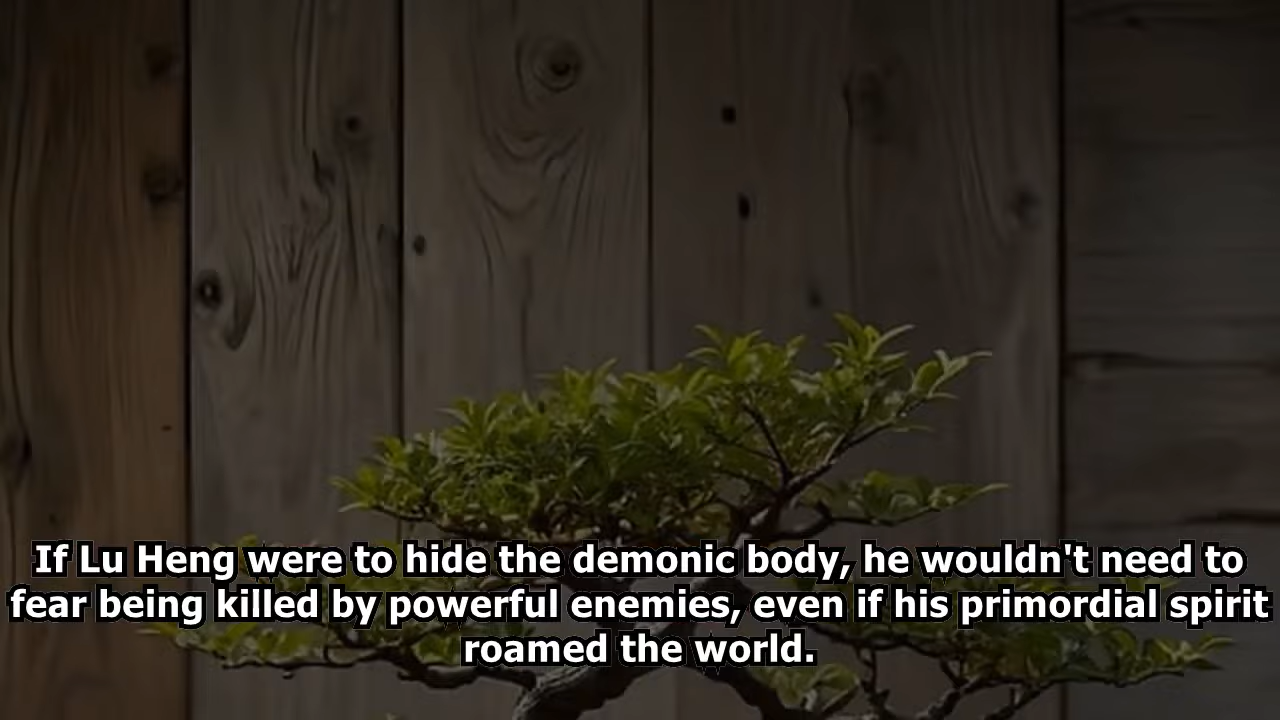 If Lu Heng were to hide the demonic body, he wouldn't need to
fear being killed by powerful enemies, even if his primordial spirit
roamed the world.